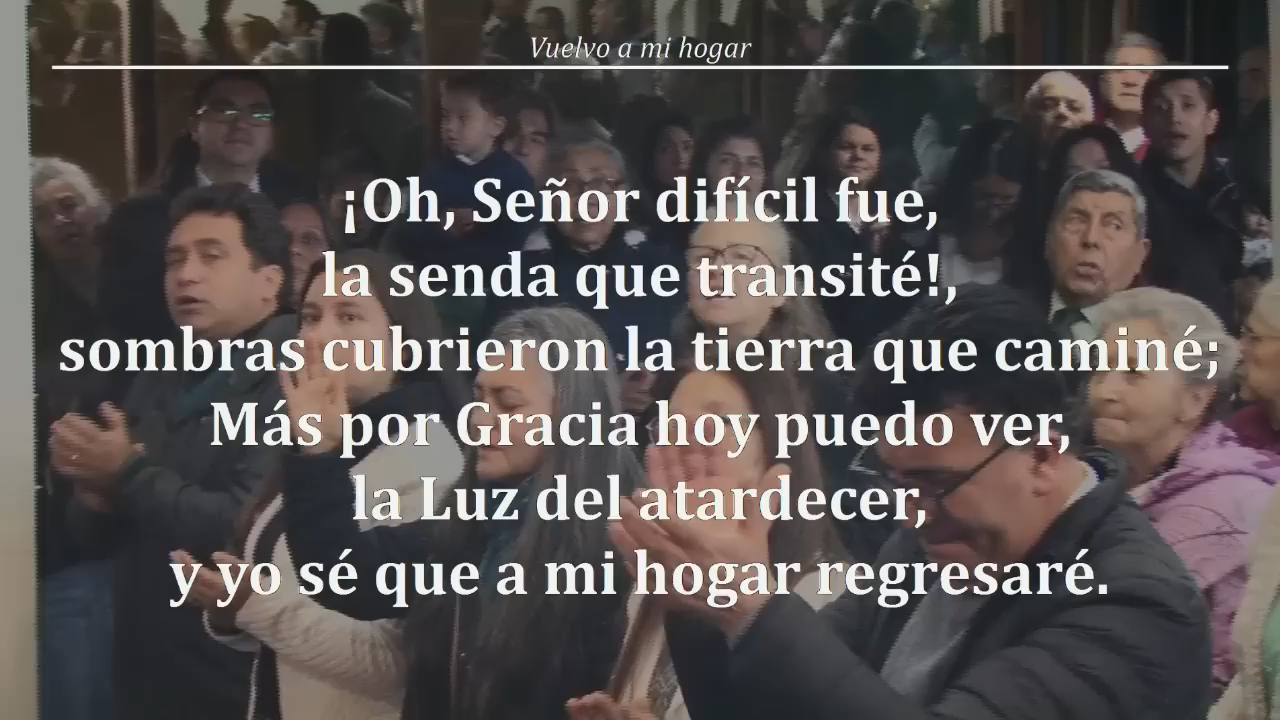 Vuelvo a mi hogar
¡Oh, Señor difícil fue,
la senda que transité!,
sombras cubrieron la tierra que caminé;
Más por Gracia hoy puedo ver,
la Luz del atardecer,
y yo sé que a mi hogar regresaré.